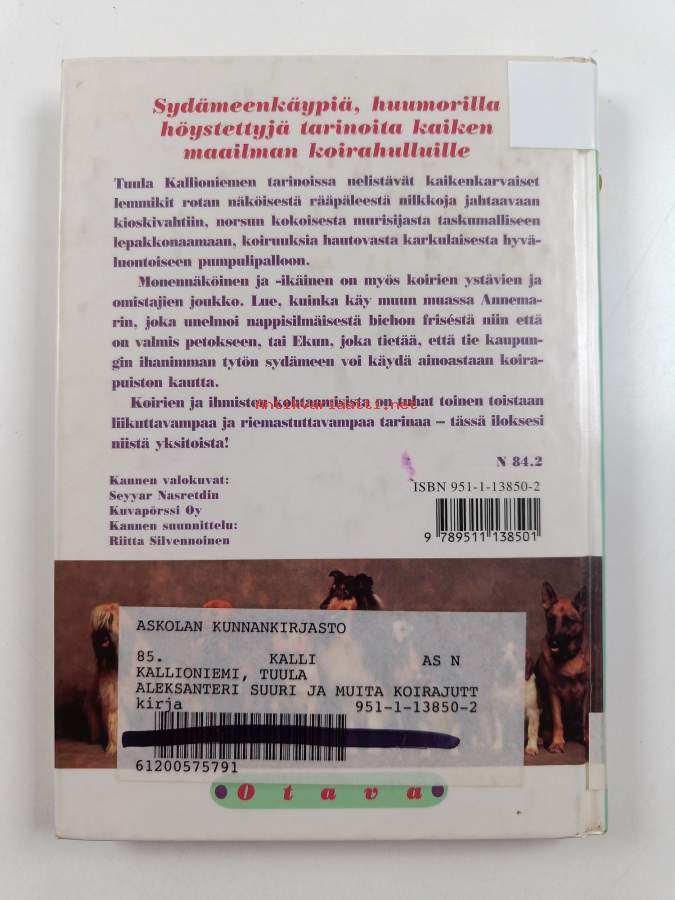 Sydämeenkäypiä, huumorilla
höystettyjä tarinoita kaiken
maailman koirahulluille
Tuula Kallioniemen tarinoissa nelistävät kaikenkarvaiset
lemmikit rotan näköisestä rääpäleestä nilkkoja jahtaavaan
kioskivahtiin, norsun kokoisesta murisijasta taskumalliseen
lepakkonaamaan, koiruuksia hautovasta karkulaisesta hyvä-
luontoiseen pumpulipalloon.
Monennäköinen ja -ikäinen on myös koirien ystävien ja
omistajien joukko. Lue, kuinka käy muun muassa Annema-
rin, joka unelmoi nappisilmäisestä bichon friséstä niin että
on valmis petokseen, tai Ekun, joka tietää, että tie kaupun-
gin ihanimman tytön sydämeen voi käydä ainoastaan koira-
puiston kautta.
Koirien ja ihmisten kohtaamisista on tuhat toinen toistaan
liikuttavampaa ja riemastuttavampaa tarinaa – tässä iloksesi
niistä yksitoista!
Antikvariaatti.net
N 84.2
Kannen valokuvat:
Seyyar Nasretdin
Kuvapörssi Oy
Kannen suunnittelu:
Riitta Silvennoinen
ISBN 951-1-13850-2
9 789511 138501
ASKOLAN KUNNANKIRJASTO
85. KALLI AS N
KALLIONIEMI, TUULA
ALEKSANTERI SUURI JA MUITA KOIRAJUTT
kirja 951-1-13850-2
61200575791
Otava